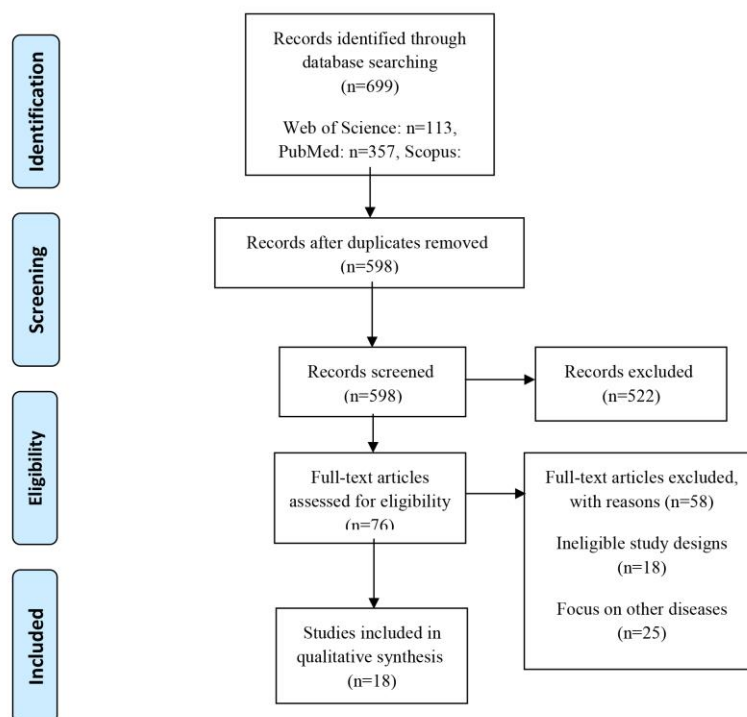 Identification
Records identified through
database searching
(n=699)
Web of Science: n=113,
PubMed: n=357, Scopus:
Screening
Records after duplicates removed
(n=598)
Records screened
(n=598)
Records excluded
(n=522)
Eligibility
Full-text articles
assessed for eligibility
(n=76)
Full-text articles excluded,
with reasons (n=58)
Ineligible study designs
(n=18)
Focus on other diseases
(n=25)
Included
Studies included in
qualitative synthesis
(n=18)